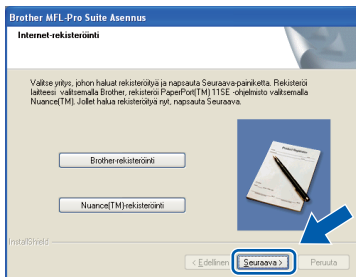 Brother MFL-Pro Suite Asennus
Internet-rekisteröinti
Valitse yritys, johon haluat rekisteröityä ja napsauta Seuraava-painiketta. Rekisteröi
laitteesi valitsemalla Brother, rekisteröi PaperPort(TM) 11SE -ohjelmisto valitsemalla
Nuance(TM). Jollet halua rekisteröityä nyt, napsauta Seuraava.
Brother-rekisteröinti
Nuance(TM)-rekisteröinti
InstallShield
< Edellinen
Seuraava >
Peruuta